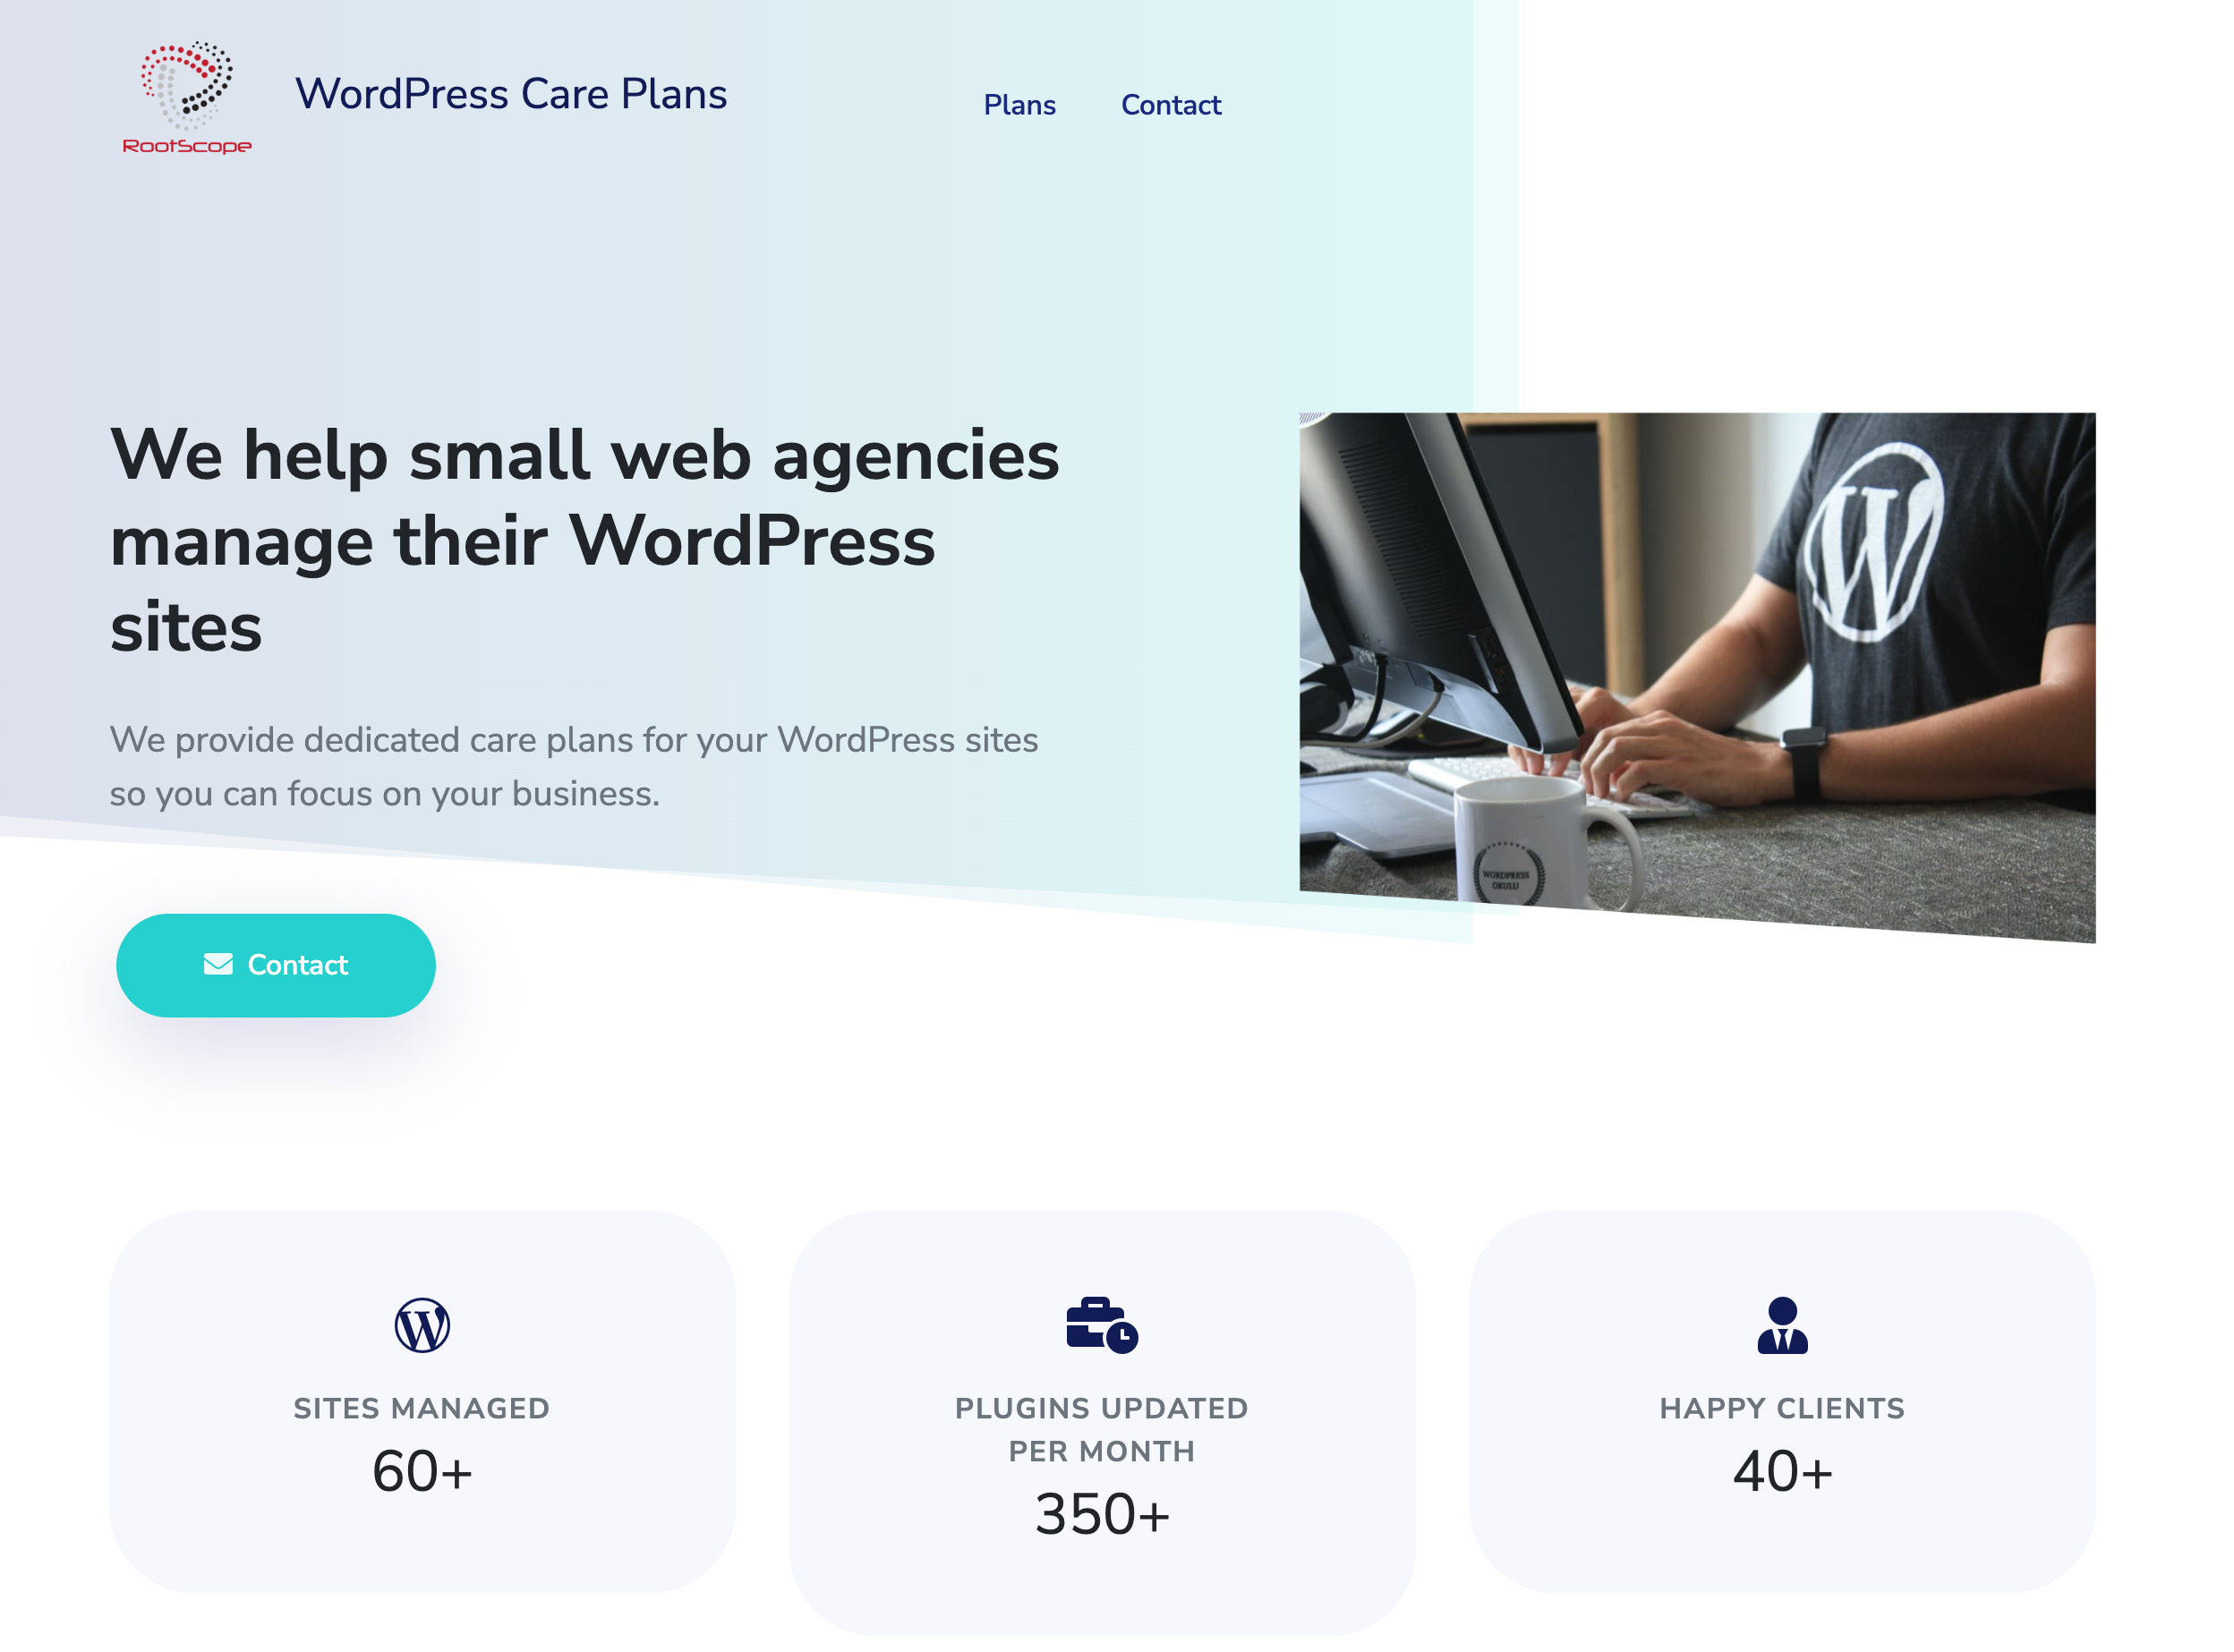 RootScope
WordPress Care Plans
Plans
Contact
We help small web agencies
manage their WordPress
sites
We provide dedicated care plans for your WordPress sites
so you can focus on your business.
WORDPRESS
OKULU
Contact
SITES MANAGED
60+
PLUGINS UPDATED
PER MONTH
350+
HAPPY CLIENTS
40+